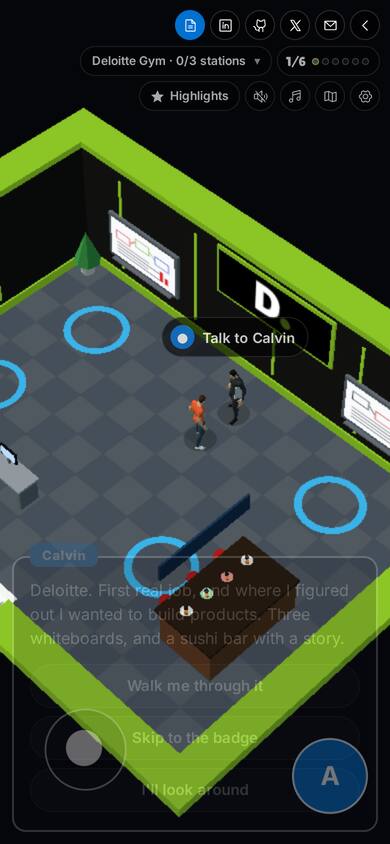 Deloitte Gym · 0/3 stations ▾
1/6
★ Highlights
D.
Talk to Calvin
Calvin
Deloitte. First real job, and where I figured
out I wanted to build products. Three
whiteboards, and a sushi bar with a story.
Walk me through it
Skip to the badge
I'll look around
A